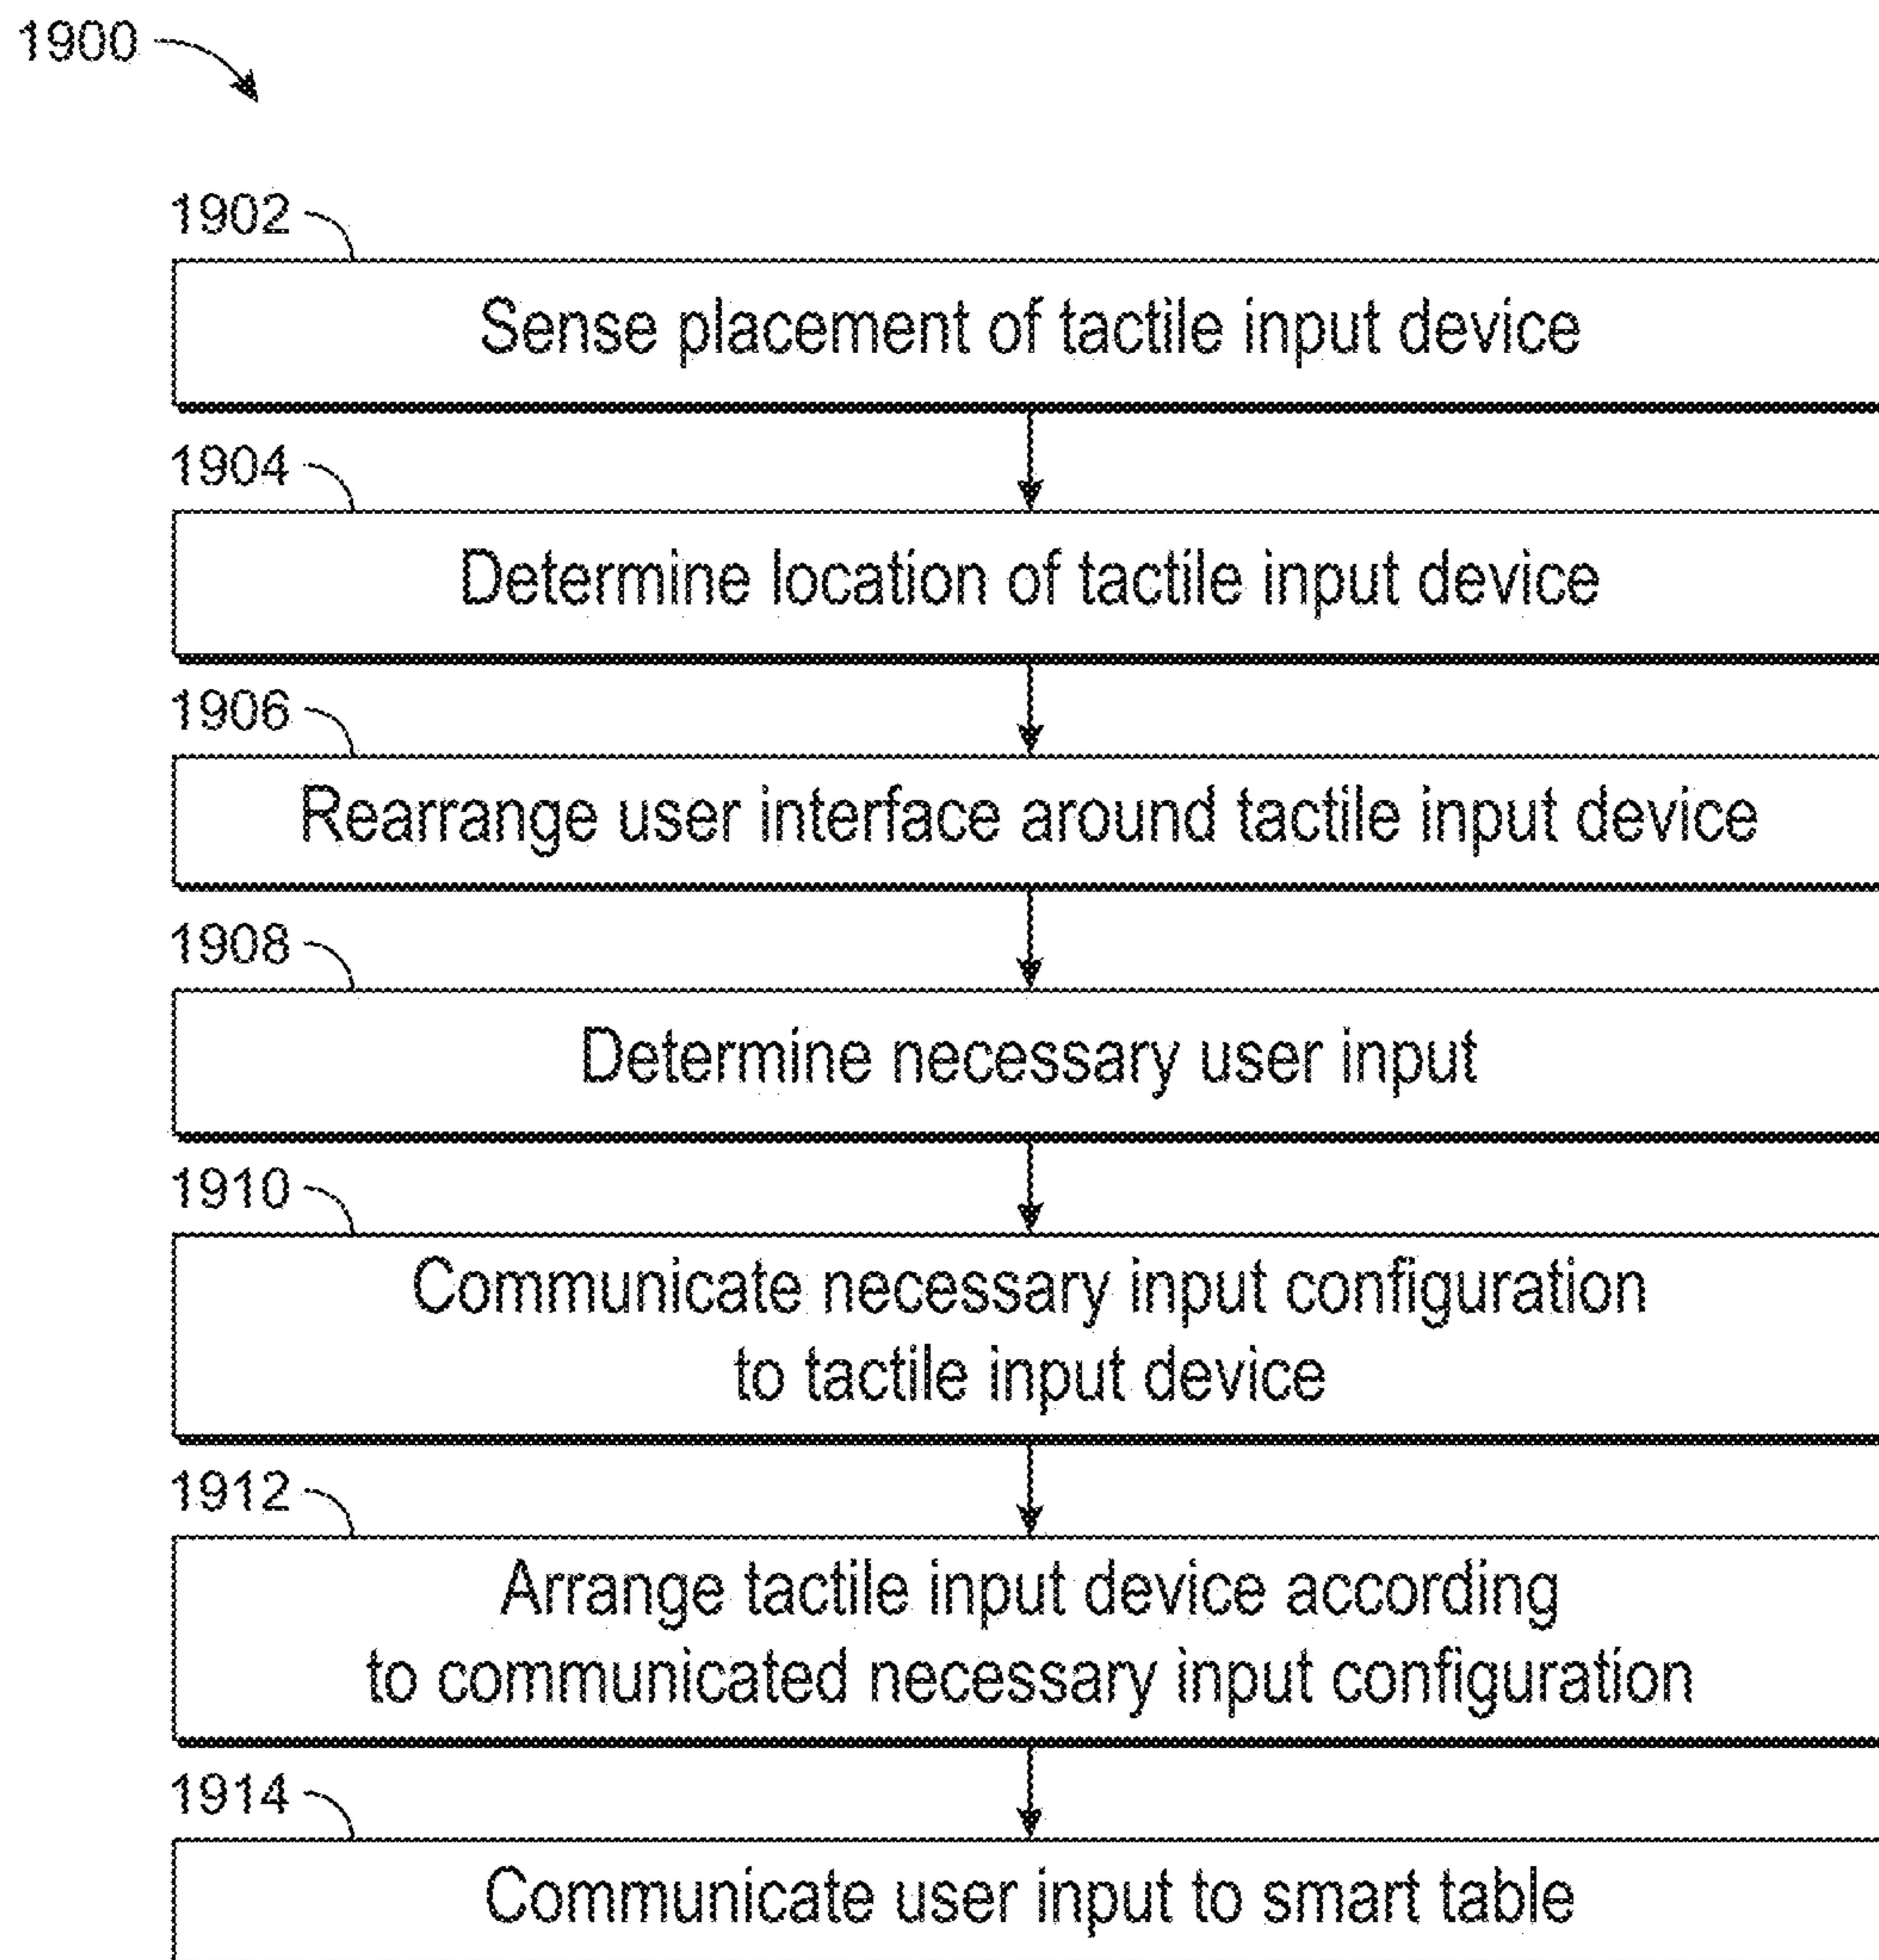 1900
1902
Sense placement of tactile input device
1904
Determine location of tactile input device
1906
Rearrange user interface around tactile input device
1908
Determine necessary user input
1910
Communicate necessary input configuration
to tactile input device
1912
Arrange tactile input device according
to communicated necessary input configuration
1914
Communicate user input to smart table